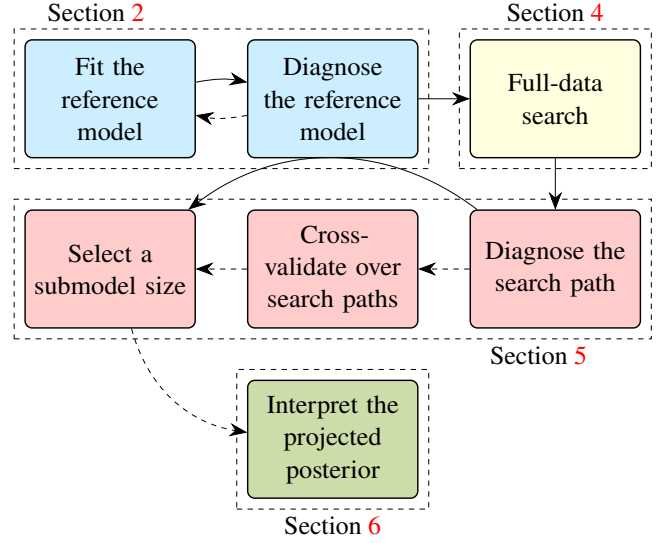 Section 2
Section 4
Fit the
reference
model
Diagnose
the reference
model
Full-data
search
Select a
submodel size
Cross-
validate over
search paths
Diagnose the
search path
Section 5
Interpret the
projected
posterior
Section 6